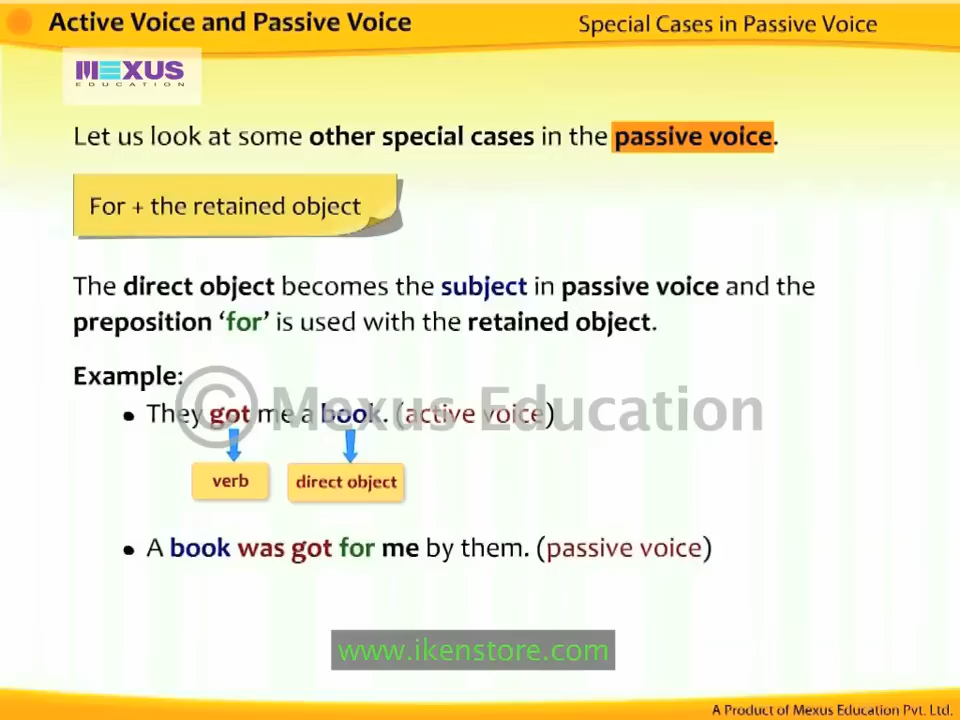 Active Voice and Passive Voice
Special Cases in Passive Voice
MEXUS
EDUCATION
Let us look at some other special cases in the passive voice.
For + the retained object
The direct object becomes the subject in passive voice and the
preposition ‘for’ is used with the retained object.
Example:
• They got me a book. (active voice)
© Mexus Education
verb
direct object
• A book was got for me by them. (passive voice)
www.ikenstore.com
A Product of Mexus Education Pvt. Ltd.